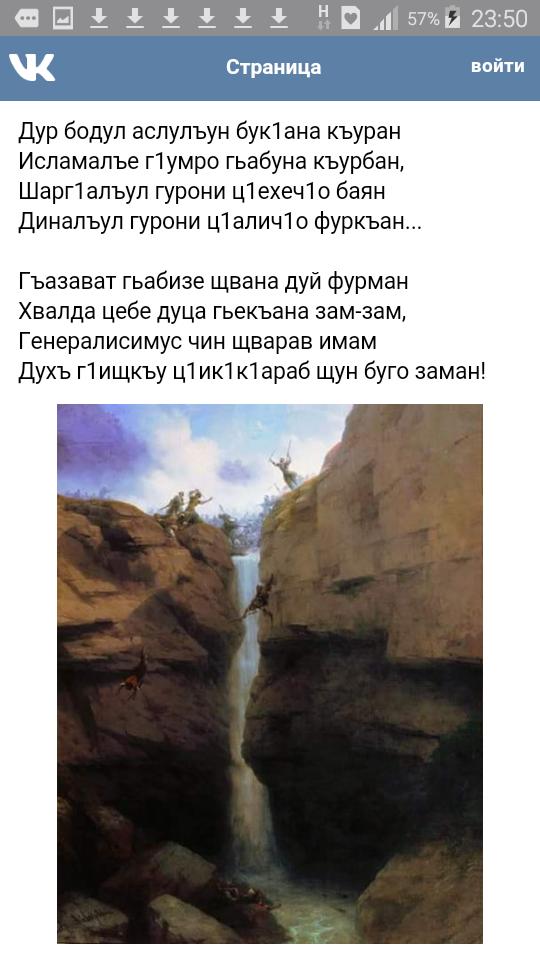 H
57%
23:50
Страница
войти
Дур бодул аслулъун бук1ана къуран
Исламалъе г1умро гьабуна къурбан,
Шарг1алъул гурони ц1ехеч1о баян
Диналъул гурони ц1алич1о фуркъан...
Гъазават гьабизе щвана дуй фурман
Хвалда цебе дуца гьекъана зам-зам,
Генералисимус чин щварав имам
Духъ г1ищкъу ц1ик1к1араб щун буго заман!